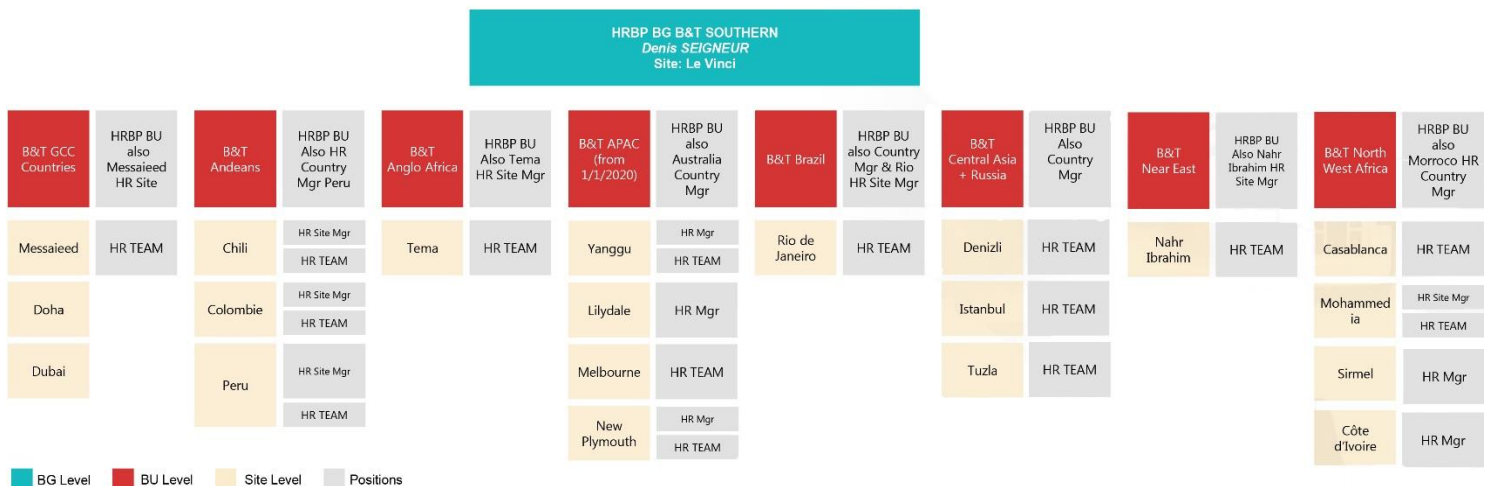 HRBP BG B&T SOUTHERN
Denis SEIGNEUR
Site: Le Vinci
B&T GCC
Countries
HRBP BU
also
Messaieed
HR Site
Messaieed
HR TEAM
Doha
Dubai
B&T
Andeans
HRBP BU
Also HR
Country
Mgr Peru
Chili
HR Site Mgr
HR TEAM
Colombie
HR Site Mgr
HR TEAM
Peru
HR Site Mgr
HR TEAM
B&T
Anglo Africa
HRBP BU
Also Tema
HR Site Mgr
Tema
HR TEAM
B&T APAC
(from
1/1/2020)
HRBP BU
also
Australia
Country
Mgr
Yanggu
HR Mgr
HR TEAM
Lilydale
HR Mgr
Melbourne
HR TEAM
New
Plymouth
HR Mgr
HR TEAM
B&T Brazil
HRBP BU
also Country
Mgr & Rio
HR Site Mgr
Rio de
Janeiro
HR TEAM
B&T
Central Asia
+ Russia
HRBP BU
Also
Country
Mgr
Denizli
HR TEAM
Istanbul
HR TEAM
Tuzla
HR TEAM
B&T
Near East
HRBP BU
Also Nahr
Ibrahim HR
Site Mgr
Nahr
Ibrahim
HR TEAM
B&T North
West Africa
HRBP BU
also
Morroco HR
Country
Mgr
Casablanca
HR TEAM
Mohammed
ia
HR Site Mgr
HR TEAM
Sirmel
HR Mgr
Côte
d'Ivoire
HR Mgr
BG Level
BU Level
Site Level
Positions